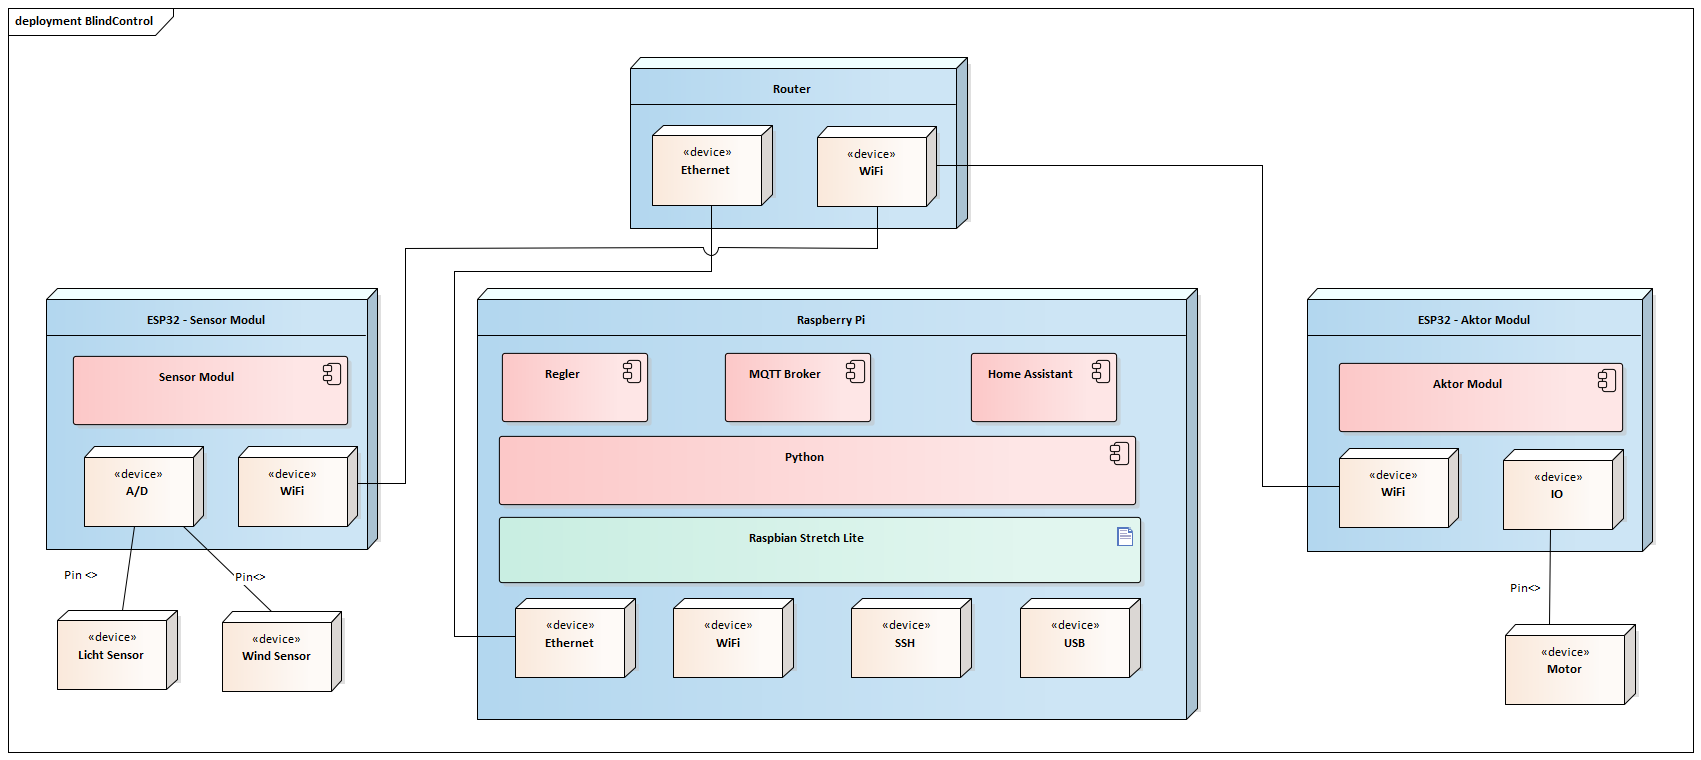 deployment BlindControl
Router
«device»
Ethernet
«device»
WiFi
ESP32 - Sensor Modul
Sensor Modul
«device»
A/D
«device»
WiFi
Pin <>
Pin<>
«device»
Licht Sensor
«device»
Wind Sensor
Raspberry Pi
Regler
MQTT Broker
Home Assistant
Python
Raspbian Stretch Lite
«device»
Ethernet
«device»
WiFi
«device»
SSH
«device»
USB
ESP32 - Aktor Modul
Aktor Modul
«device»
WiFi
«device»
IO
Pin<>
«device»
Motor